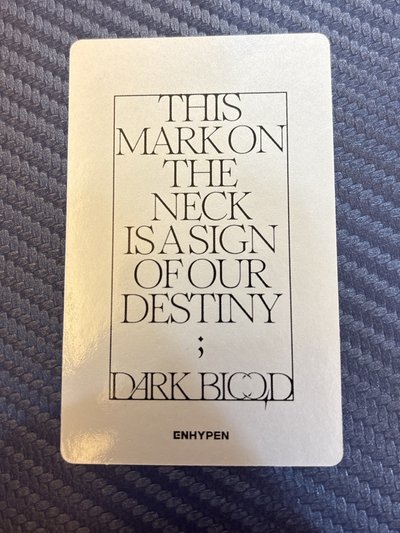 THIS
MARK ON
THE
NECK
IS A SIGN
OF OUR
DESTINY
;
DARK BLOOD
ENHYPEN